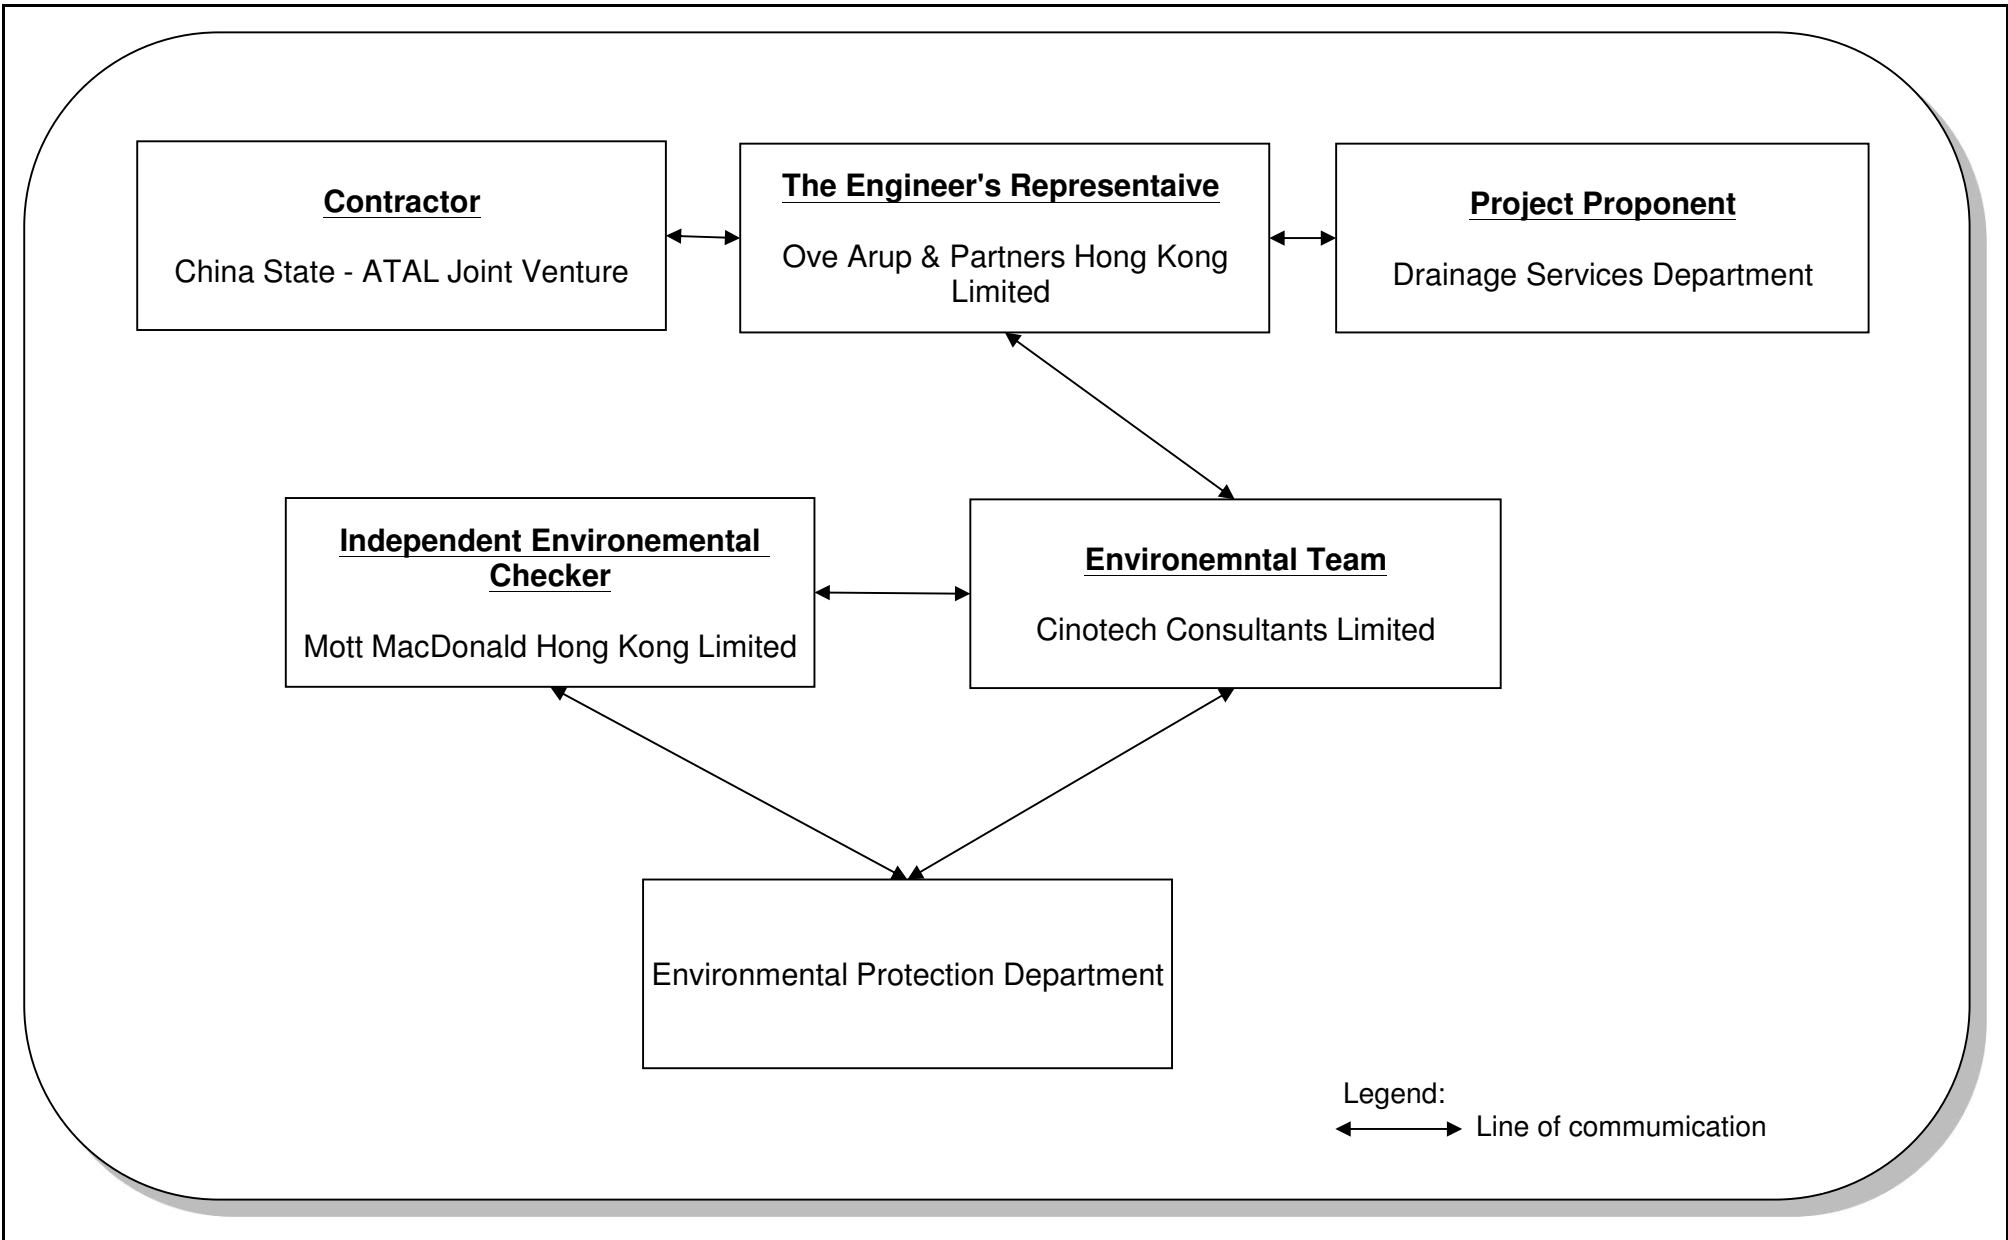 Contractor
China State - ATAL Joint Venture
The Engineer's Representaive
Ove Arup & Partners Hong Kong
Limited
Project Proponent
Drainage Services Department
Independent Environemental
Checker
Mott MacDonald Hong Kong Limited
Environemntal Team
Cinotech Consultants Limited
Environmental Protection Department
Legend:
Line of commumication